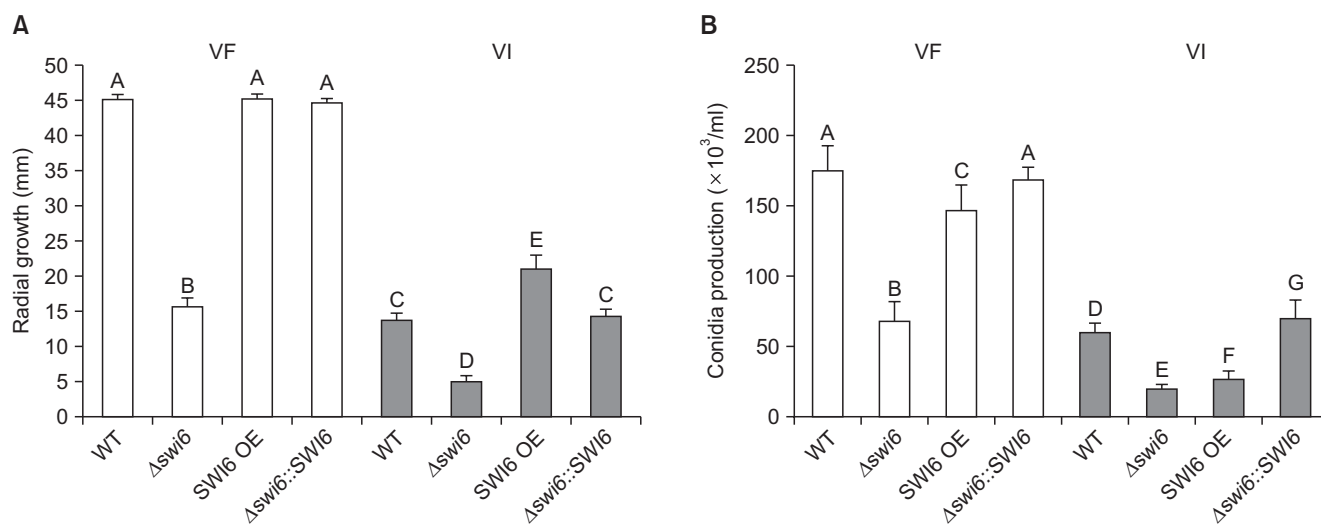 A
VF
VI
Radial growth (mm)
50
45
40
35
30
25
20
15
10
5
0
A
B
A
A
C
D
E
C
WT
Δswi6
SWI6 OE
Δswi6::SWI6
WT
Δswi6
SWI6 OE
Δswi6::SWI6
B
VF
VI
Conidia production (×10³/ml)
250
200
150
100
50
0
A
B
C
A
D
E
F
G
WT
Δswi6
SWI6 OE
Δswi6::SWI6
WT
Δswi6
SWI6 OE
Δswi6::SWI6